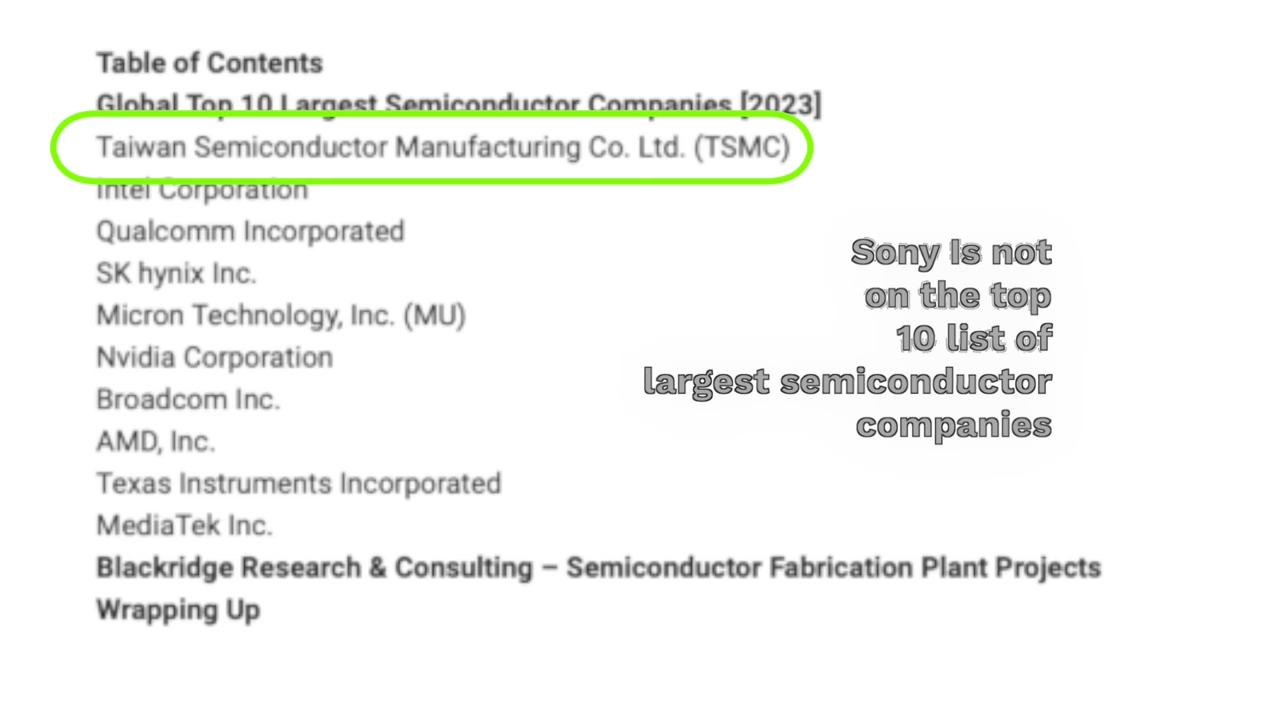 Table of Contents
Global Top 10 Largest Semiconductor Companies [2023]
Taiwan Semiconductor Manufacturing Co. Ltd. (TSMC)
Intel Corporation
Qualcomm Incorporated
SK hynix Inc.
Micron Technology, Inc. (MU)
Nvidia Corporation
Broadcom Inc.
AMD, Inc.
Texas Instruments Incorporated
MediaTek Inc.
Blackridge Research & Consulting – Semiconductor Fabrication Plant Projects
Wrapping Up
Sony Is not
on the top
10 list of
largest semiconductor
companies